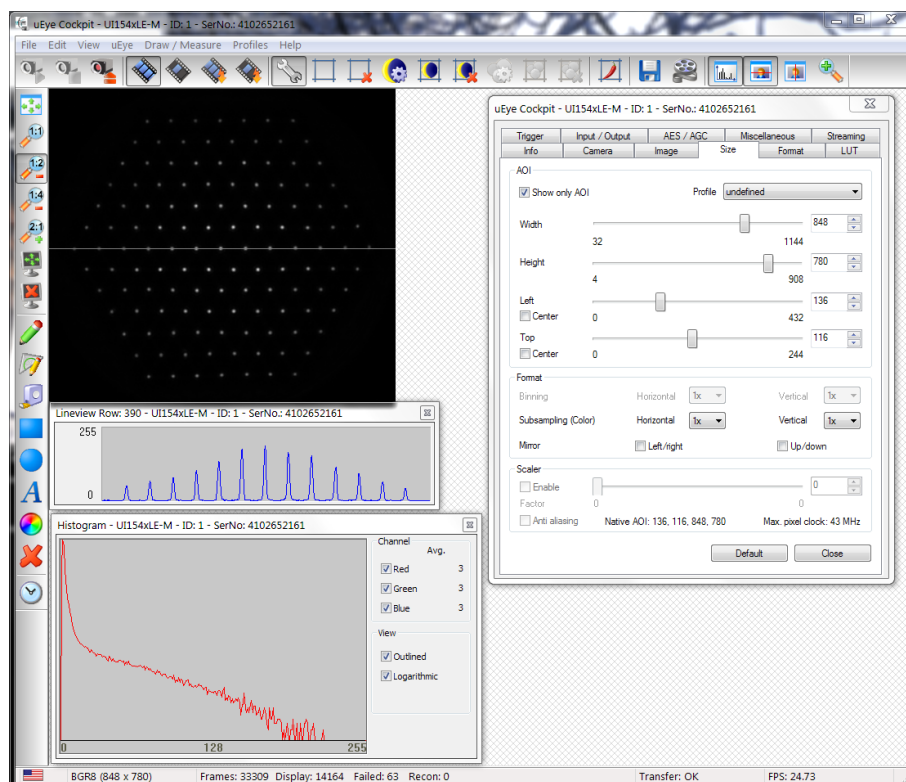 uEye Cockpit - UI154xLE-M - ID: 1 - SerNo.: 4102652161
File Edit View uEye Draw / Measure Profiles Help
1:1
1:2
1:4
2:1
A
Lineview Row: 390 - UI154xLE-M - ID: 1 - SerNo: 4102652161
255
0
Histogram - UI154xLE-M - ID: 1 - SerNo: 4102652161
Channel
Avg.
Red 3
Green 3
Blue 3
View
Outlined
Logarithmic
0 128 255
uEye Cockpit - UI154xLE-M - ID: 1 - SerNo.: 4102652161
Trigger Input / Output AES / AGC Miscellaneous Streaming
Info Camera Image Size Format LUT
AOI
Show only AOI Profile undefined
Width 848
32 1144
Height 780
4 908
Left 136
Center 0 432
Top 116
Center 0 244
Format
Binning Horizontal 1x Vertical 1x
Subsampling (Color) Horizontal 1x Vertical 1x
Mirror Left/right Up/down
Scaler
Enable 0
Factor 0 0
Anti aliasing Native AOI: 136, 116, 848, 780 Max. pixel clock: 43 MHz
Default Close
BGR8 (848 x 780) Frames: 33309 Display: 14164 Failed: 63 Recon: 0 Transfer: OK FPS: 24.73